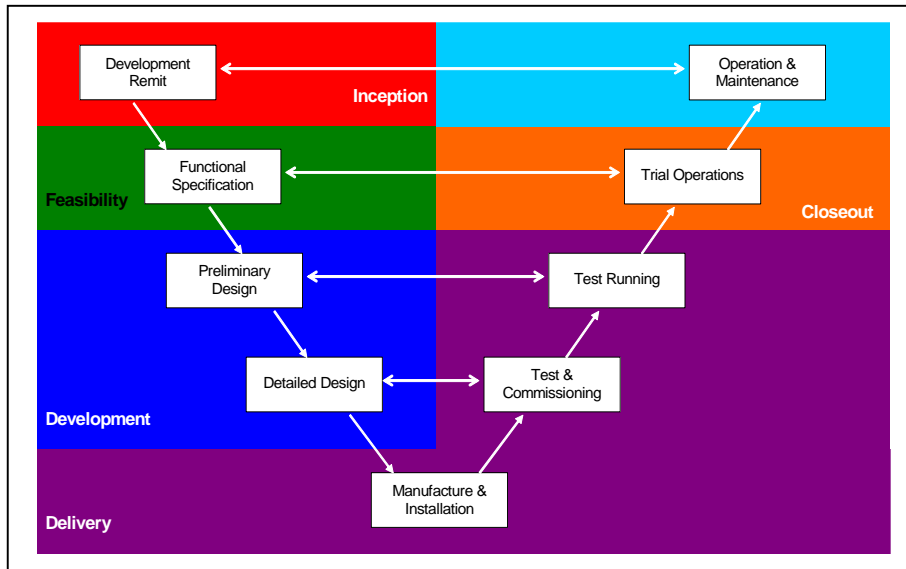 Development
Remit
Operation &
Maintenance
Inception
Functional
Specification
Trial Operations
Feasibility
Closeout
Preliminary
Design
Test Running
Detailed Design
Test &
Commissioning
Development
Manufacture &
Installation
Delivery